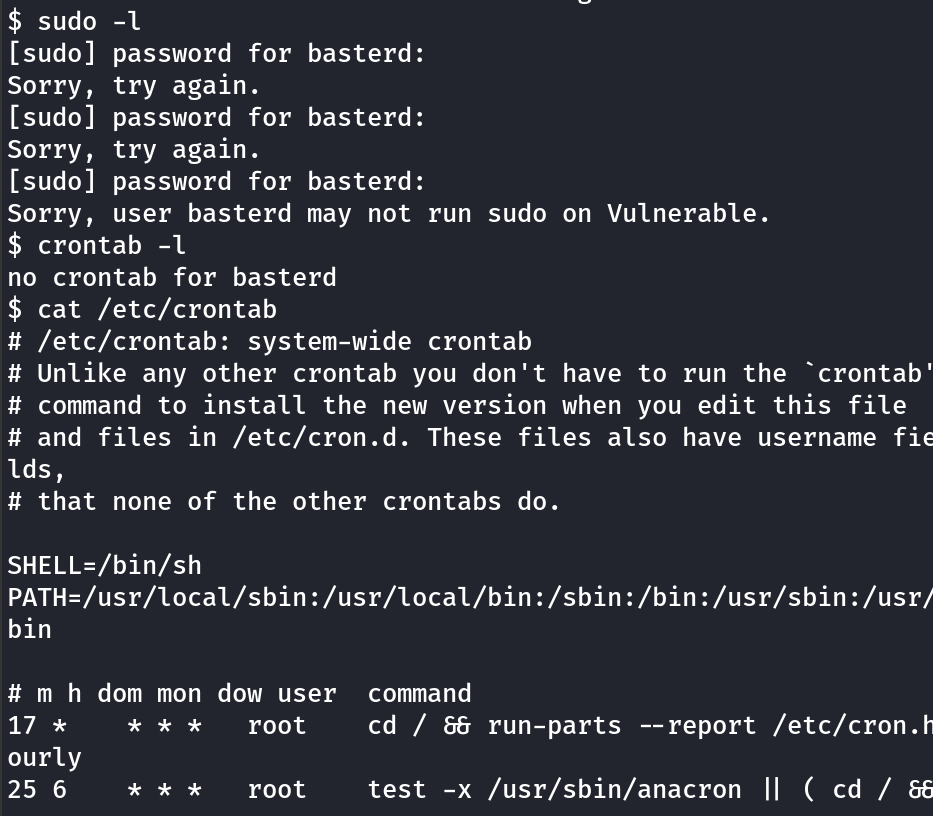 $ sudo -l
[sudo] password for basterd:
Sorry, try again.
[sudo] password for basterd:
Sorry, try again.
[sudo] password for basterd:
Sorry, user basterd may not run sudo on Vulnerable.
$ crontab -l
no crontab for basterd
$ cat /etc/crontab
# /etc/crontab: system-wide crontab
# Unlike any other crontab you don't have to run the `crontab'
# command to install the new version when you edit this file
# and files in /etc/cron.d. These files also have username fie
lds,
# that none of the other crontabs do.
SHELL=/bin/sh
PATH=/usr/local/sbin:/usr/local/bin:/sbin:/bin:/usr/sbin:/usr/
bin
# m h dom mon dow user  command
17 *    * * *   root    cd / && run-parts --report /etc/cron.h
ourly
25 6    * * *   root    test -x /usr/sbin/anacron || ( cd / &&